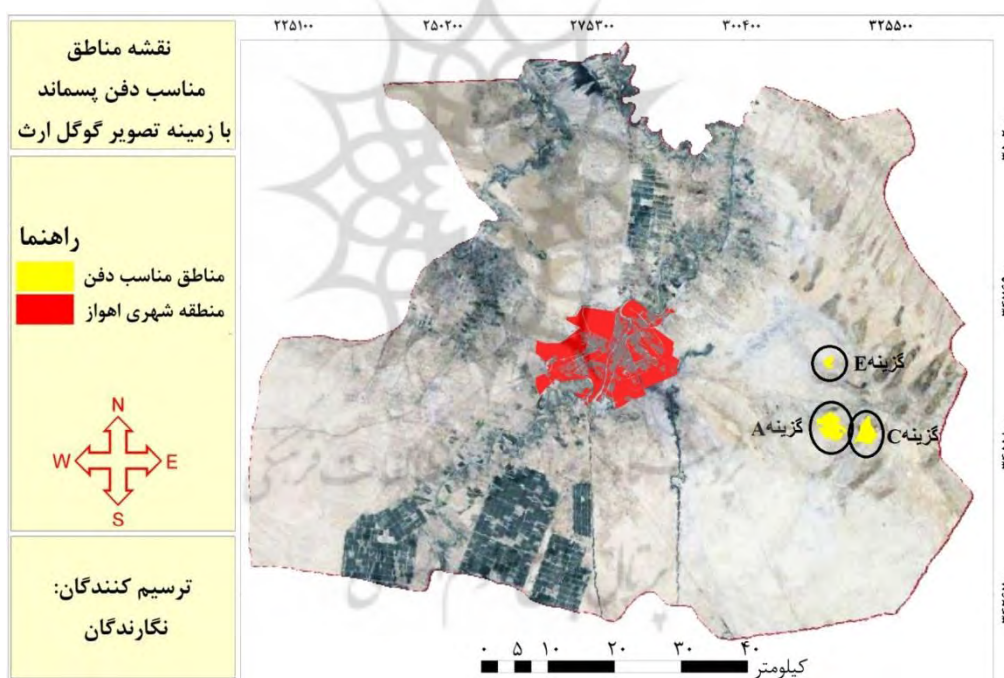 نقشه مناطق
مناسب دفن پسماند
با زمینه تصویر گوگل ارث
راهنما
مناطق مناسب دفن
منطقه شهری اهواز
N
W E
S
ترسیم کنندگان:
نگارندگان
۲۲۵۱۰۰ ۲۵۰۲۰۰ ۲۷۵۳۰۰ ۳۰۰۴۰۰ ۳۲۵۵۰۰
گزینهE
گزینهA
گزینهC
۰ ۵ ۱۰ ۲۰ ۳۰ ۴۰
کیلومتر